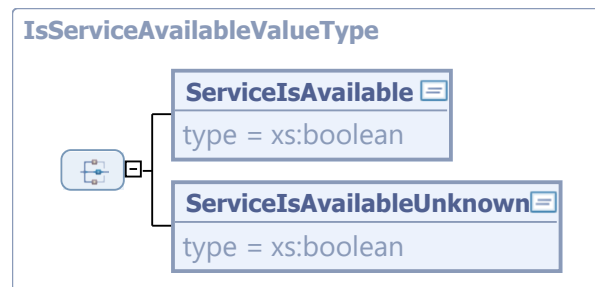 IsServiceAvailableValueType
ServiceIsAvailable
type = xs:boolean
ServiceIsAvailableUnknown
type = xs:boolean